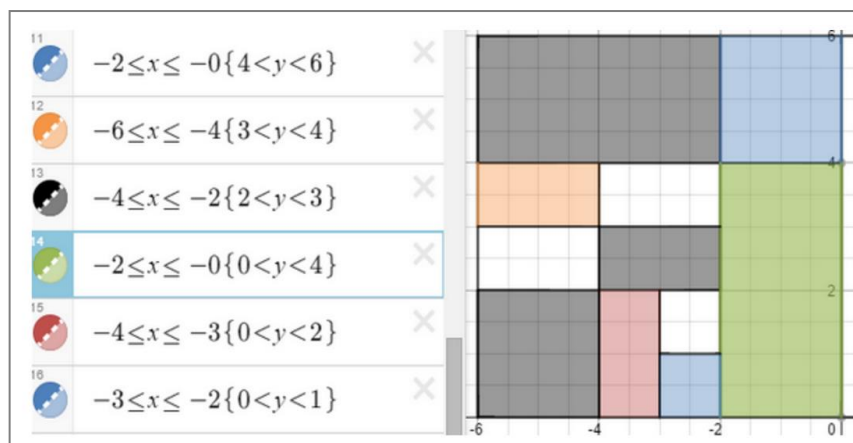 11
−2≤x≤ −0{4<y<6}
12
−6≤x≤ −4{3<y<4}
13
−4≤x≤ −2{2<y<3}
14
−2≤x≤ −0{0<y<4}
15
−4≤x≤ −3{0<y<2}
16
−3≤x≤ −2{0<y<1}
6
4
2
-6 -4 -2 0